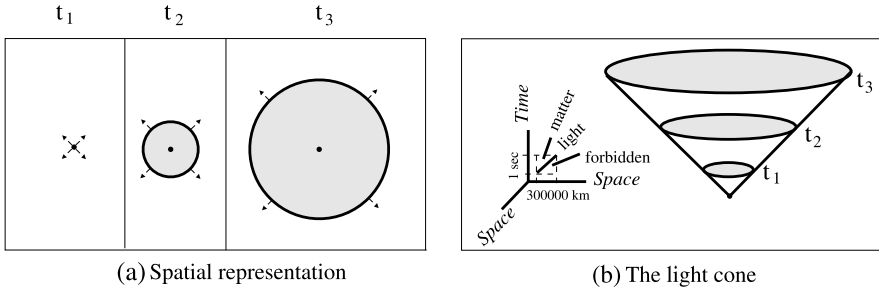 t1 t2 t3
Time
1 sec
matter
light
forbidden
Space
300000 km
Space
t3
t2
t1
(a) Spatial representation
(b) The light cone